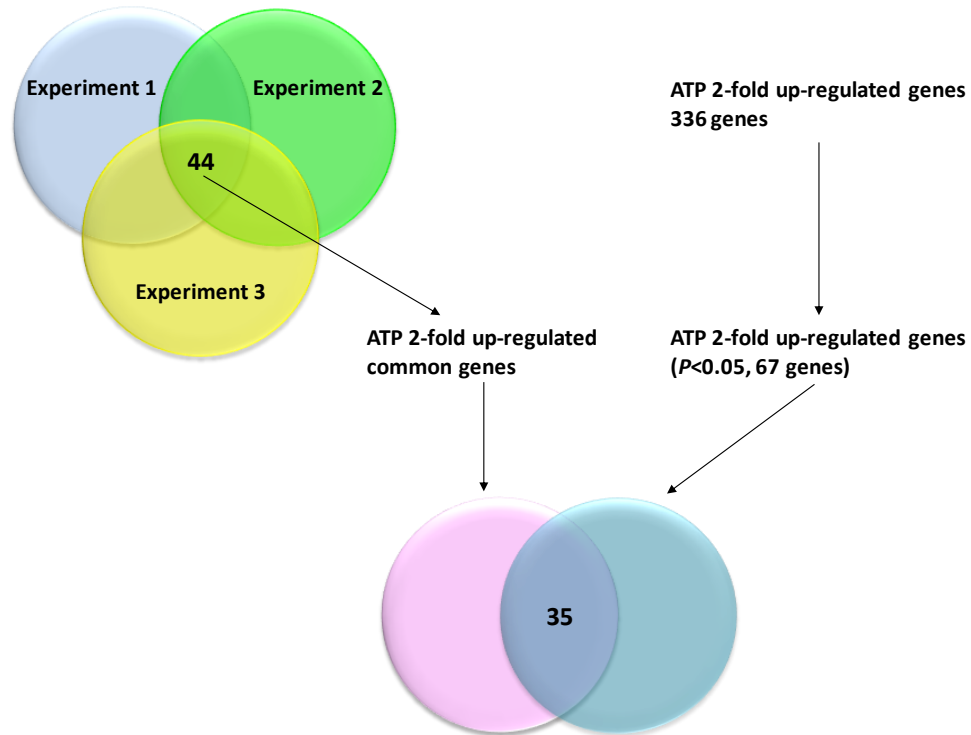 Experiment 1
Experiment 2
44
Experiment 3
ATP 2-fold up-regulated genes
336 genes
ATP 2-fold up-regulated
common genes
ATP 2-fold up-regulated genes
(P<0.05, 67 genes)
35